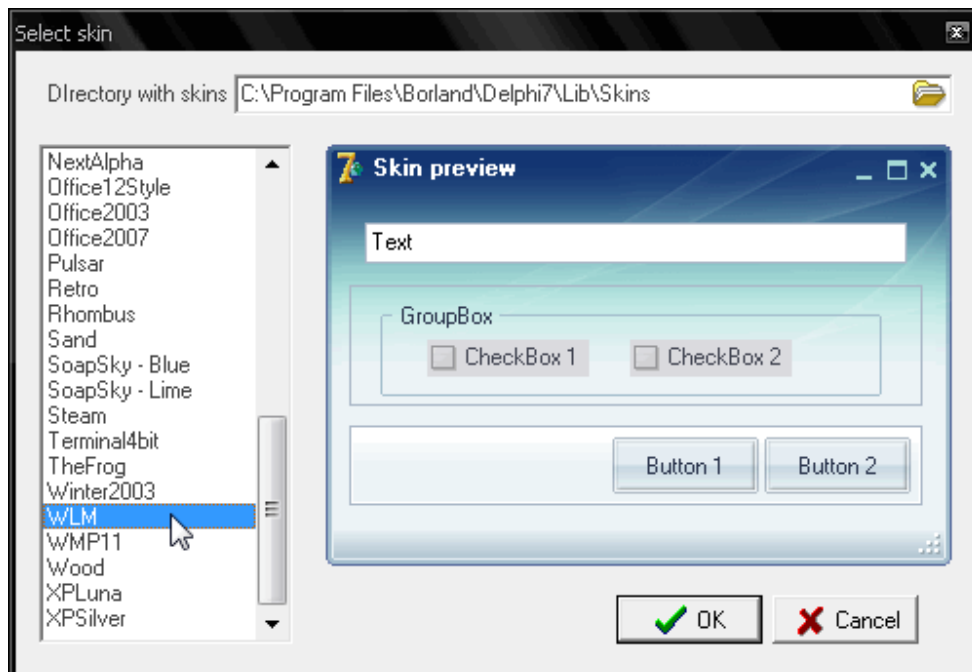 Select skin
DIrectory with skins C:\Program Files\Borland\Delphi7\Lib\Skins
NextAlpha
Office12Style
Office2003
Office2007
Pulsar
Retro
Rhombus
Sand
SoapSky - Blue
SoapSky - Lime
Steam
Terminal4bit
TheFrog
Winter2003
WLM
WMP11
Wood
XPLuna
XPSilver
7 Skin preview
Text
GroupBox
CheckBox 1 CheckBox 2
Button 1 Button 2
OK Cancel